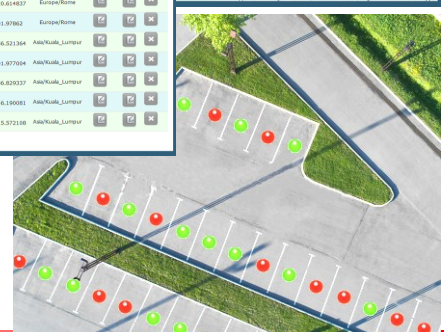 0.614837 Europe/Rome
1.97862 Europe/Rome
6.521364 Asia/Kuala_Lumpur
1.977004 Asia/Kuala_Lumpur
6.829337 Asia/Kuala_Lumpur
6.190081 Asia/Kuala_Lumpur
5.572108 Asia/Kuala_Lumpur